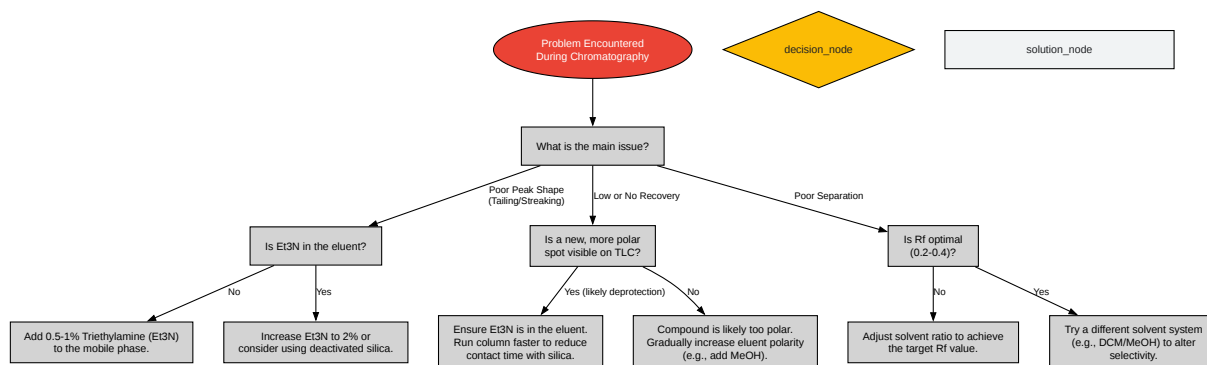 Problem Encountered
During Chromatography
decision_node
solution_node
What is the main issue?
Poor Peak Shape
(Tailing/Streaking)
Low or No Recovery
Poor Separation
Is Et3N in the eluent?
Is a new, more polar
spot visible on TLC?
Is Rf optimal
(0.2-0.4)?
No
Yes
Yes (likely deprotection)
No
No
Yes
Add 0.5-1% Triethylamine (Et3N)
to the mobile phase.
Increase Et3N to 2% or
consider using deactivated silica.
Ensure Et3N is in the eluent.
Run column faster to reduce
contact time with silica.
Compound is likely too polar.
Gradually increase eluent polarity
(e.g., add MeOH).
Adjust solvent ratio to achieve
the target Rf value.
Try a different solvent system
(e.g., DCM/MeOH) to alter
selectivity.